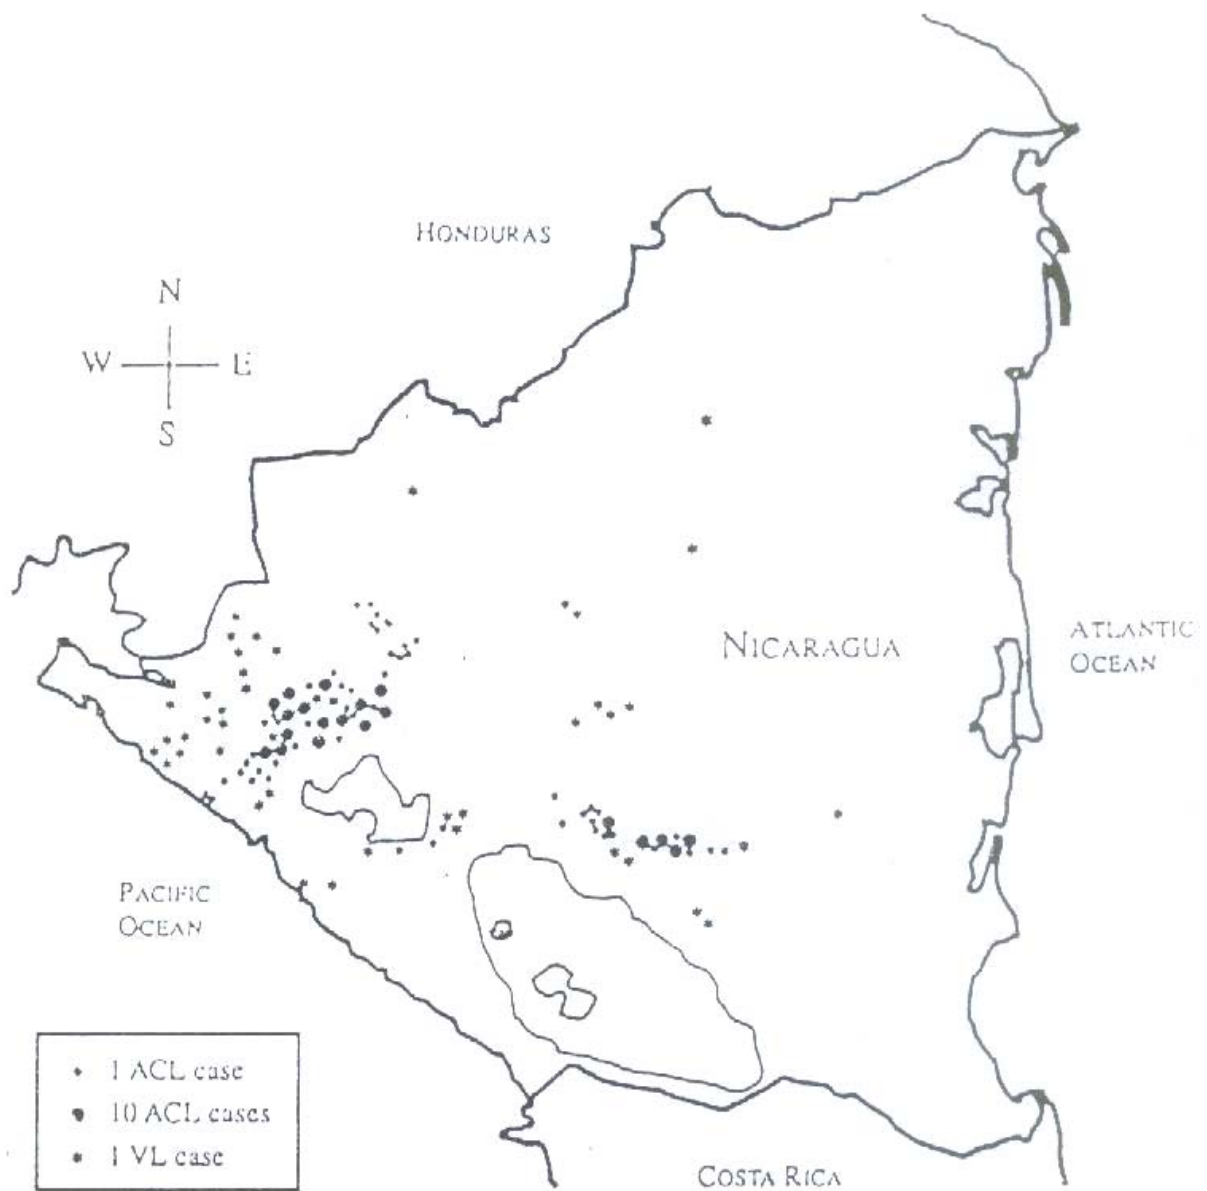 HONDURAS
N
W E
S
NICARAGUA
ATLANTIC
OCEAN
PACIFIC
OCEAN
1 ACL case
10 ACL cases
1 VL case
COSTA RICA